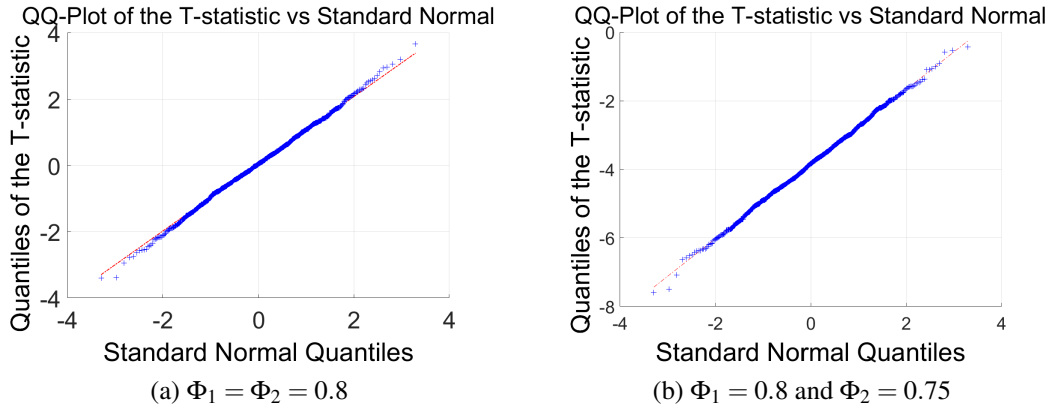 QQ-Plot of the T-statistic vs Standard Normal
Quantiles of the T-statistic
4
2
0
-2
-4
-4 -2 0 2 4
Standard Normal Quantiles
(a) Φ₁ = Φ₂ = 0.8
QQ-Plot of the T-statistic vs Standard Normal
Quantiles of the T-statistic
0
-2
-4
-6
-8
-4 -2 0 2 4
Standard Normal Quantiles
(b) Φ₁ = 0.8 and Φ₂ = 0.75